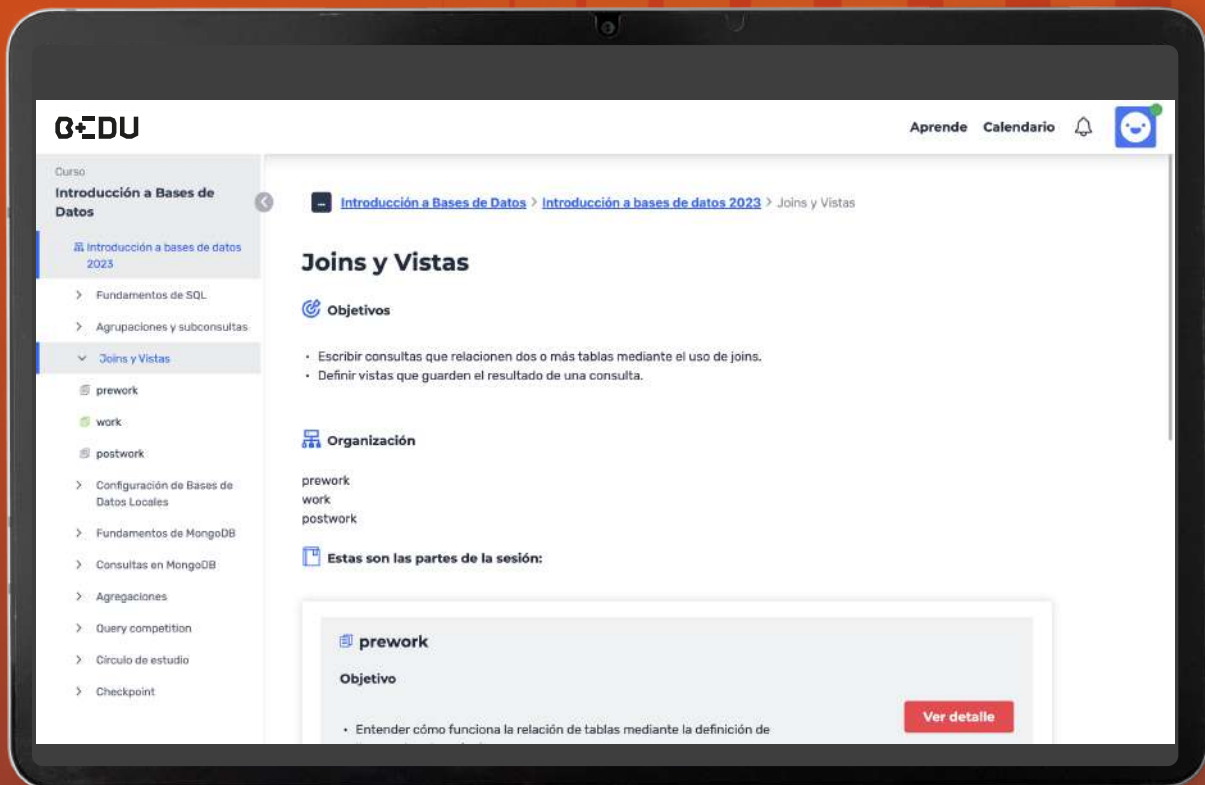 BEDU
Aprende Calendario
Curso
Introducción a Bases de
Datos
Introducción a bases de datos
2023
Fundamentos de SQL
Agrupaciones y subconsultas
Joins y Vistas
prework
work
postwork
Configuración de Bases de
Datos Locales
Fundamentos de MongoDB
Consultas en MongoDB
Agregaciones
Query competition
Círculo de estudio
Checkpoint
Introducción a Bases de Datos > Introducción a bases de datos 2023 > Joins y Vistas
Joins y Vistas
Objetivos
• Escribir consultas que relacionen dos o más tablas mediante el uso de joins.
• Definir vistas que guarden el resultado de una consulta.
Organización
prework
work
postwork
Estas son las partes de la sesión:
prework
Objetivo
• Entender cómo funciona la relación de tablas mediante la definición de
Ver detalle